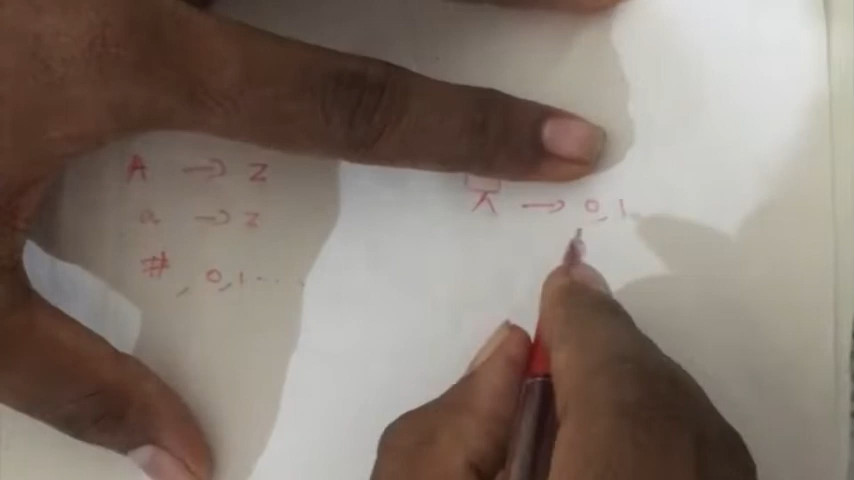 A → Z
a → z
#, 0,1...
→ 0,1